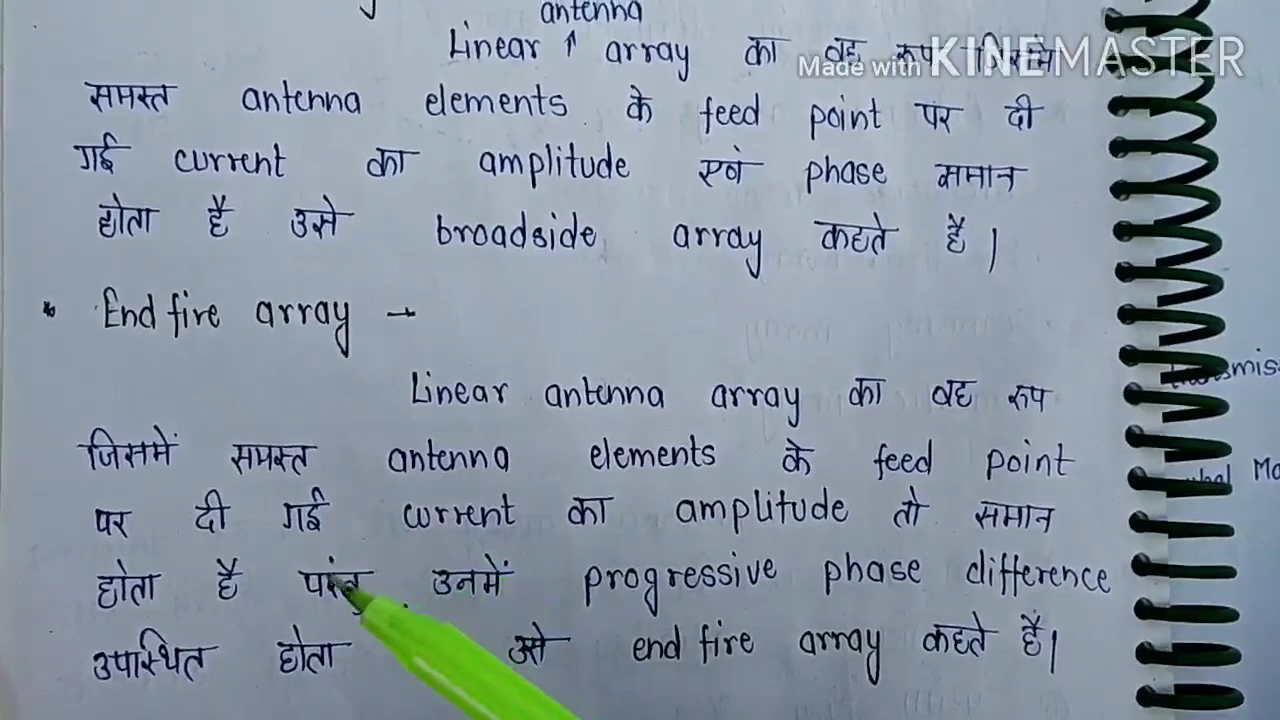 antenna
Linear ↑ array का वह रूप जिसमें
Made with KINEMASTER
समस्त antenna elements के feed point पर दी
गई current का amplitude एवं phase समान
होता है उसे broadside array कहते है।
* End fire array →
Linear antenna array का वह रूप
जिसमें समस्त antenna elements के feed point
पर दी गई current का amplitude तो समान
होता है परंतु उनमें progressive phase difference
उपस्थित होता उसे end fire array कहते हैं।